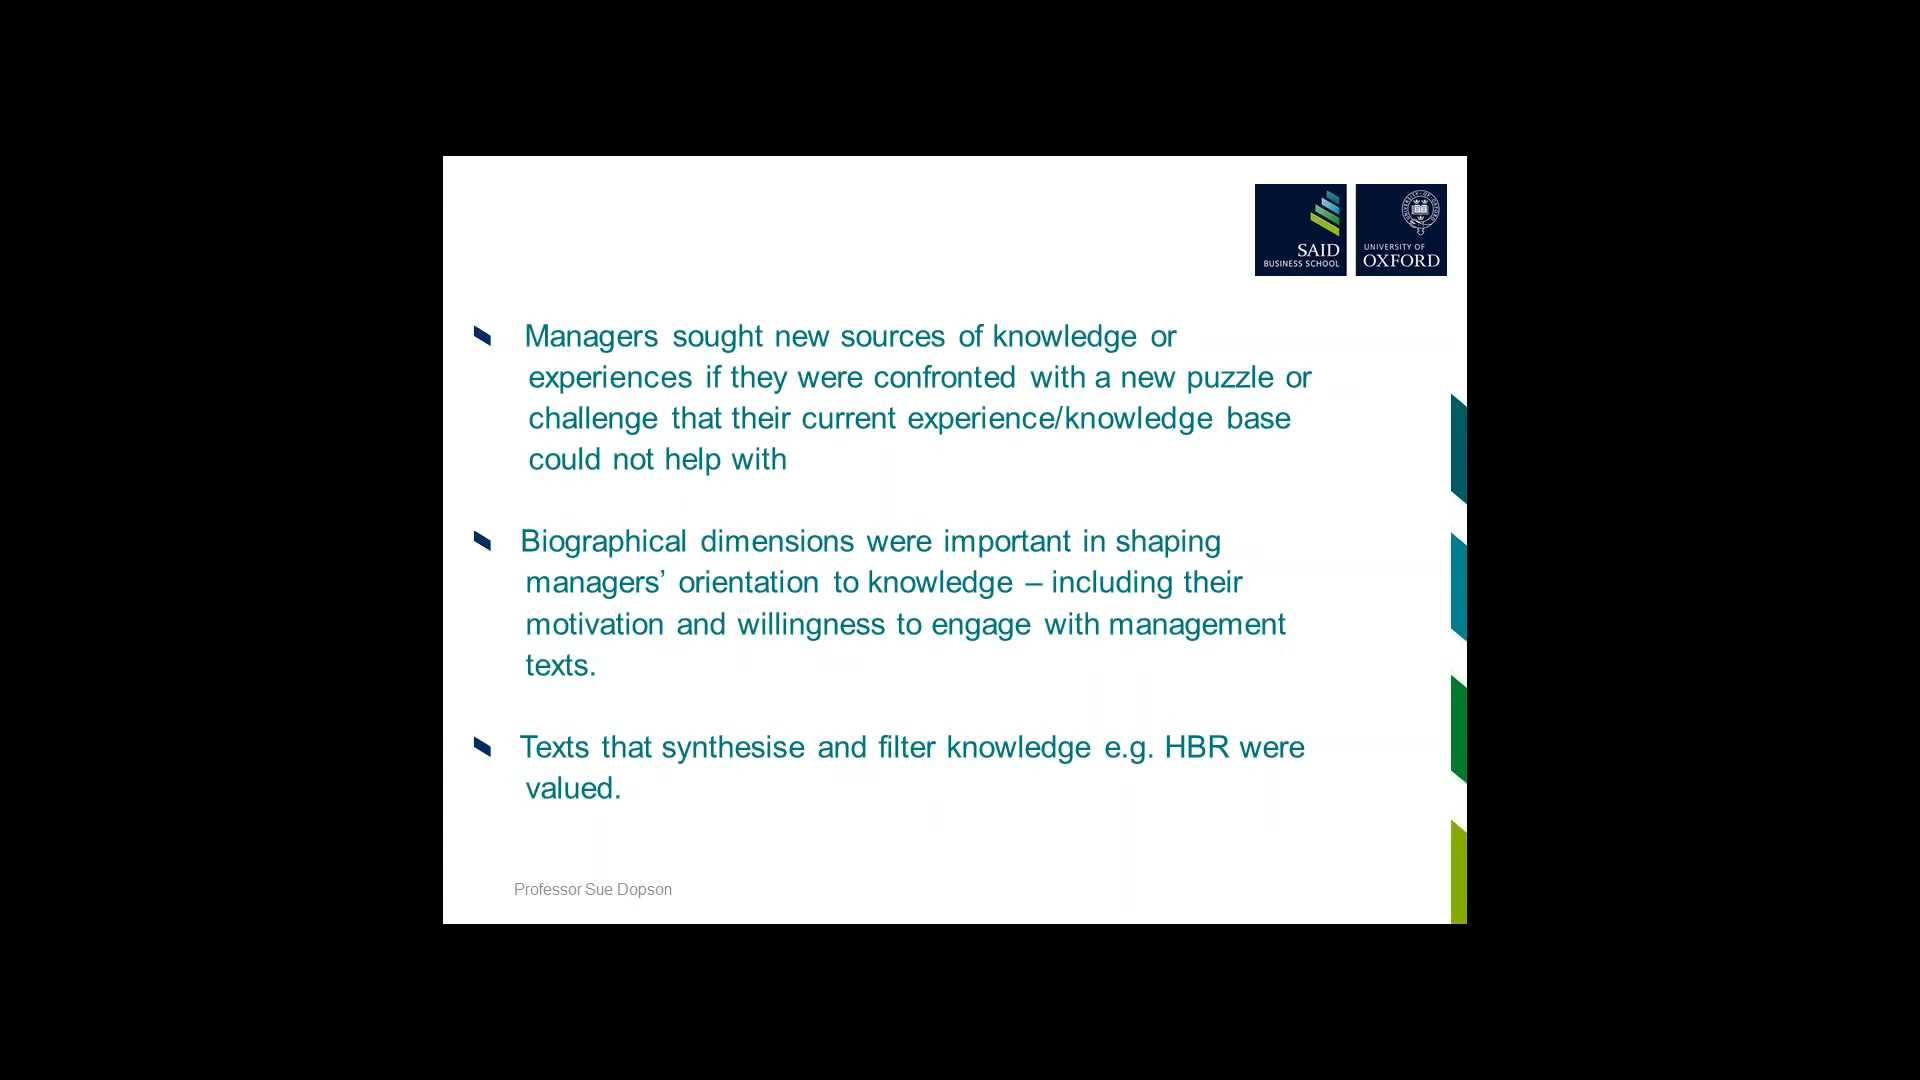 SAID
BUSINESS SCHOOL
UNIVERSITY OF
OXFORD
Managers sought new sources of knowledge or
experiences if they were confronted with a new puzzle or
challenge that their current experience/knowledge base
could not help with
Biographical dimensions were important in shaping
managers’ orientation to knowledge – including their
motivation and willingness to engage with management
texts.
Texts that synthesise and filter knowledge e.g. HBR were
valued.
Professor Sue Dopson